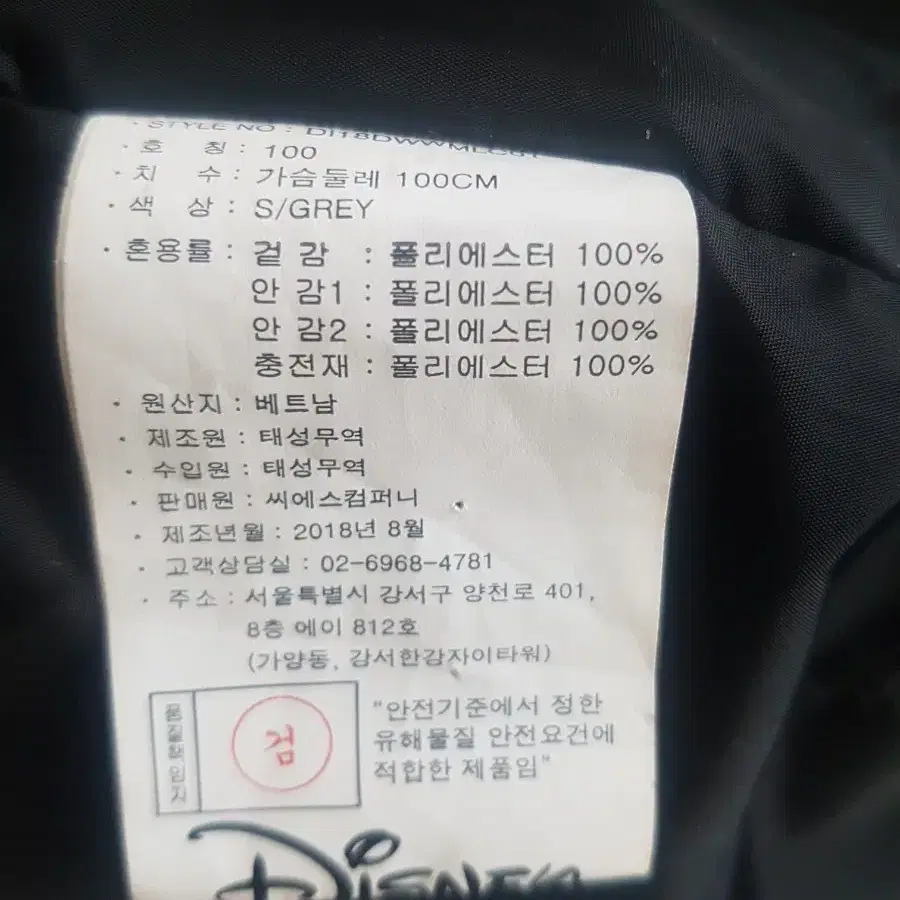 · STYLE NO : DI18DWWMLC01
· 호 칭 : 100
· 치 수 : 가슴둘레 100CM
· 색 상 : S/GREY
· 혼용률 : 겉 감 : 폴리에스터 100%
안 감1 : 폴리에스터 100%
안 감2 : 폴리에스터 100%
충전재 : 폴리에스터 100%
· 원산지 : 베트남
· 제조원 : 태성무역
· 수입원 : 태성무역
· 판매원 : 씨에스컴퍼니
· 제조년월 : 2018년 8월
· 고객상담실 : 02-6968-4781
· 주소 : 서울특별시 강서구 양천로 401,
8층 에이 812호
(가양동, 강서한강자이타워)
품질책임자
검
"안전기준에서 정한
유해물질 안전요건에
적합한 제품임"
Disney